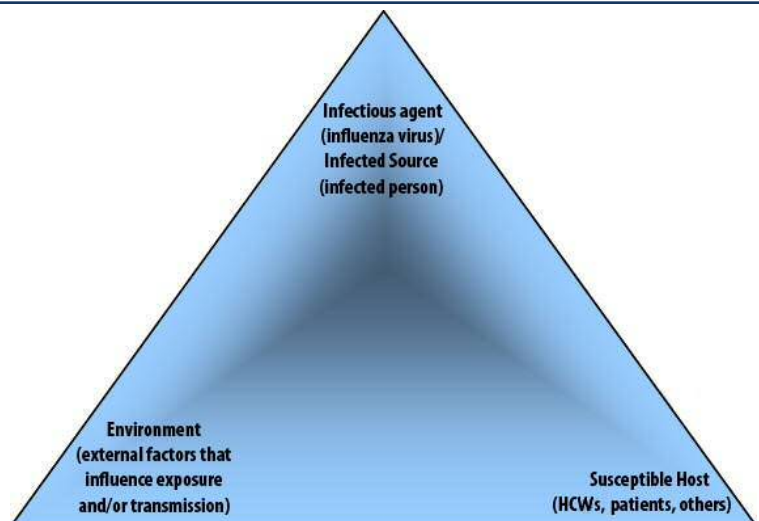 Infectious agent
(influenza virus)/
Infected Source
(infected person)
Environment
(external factors that
influence exposure
and/or transmission)
Susceptible Host
(HCWs, patients, others)